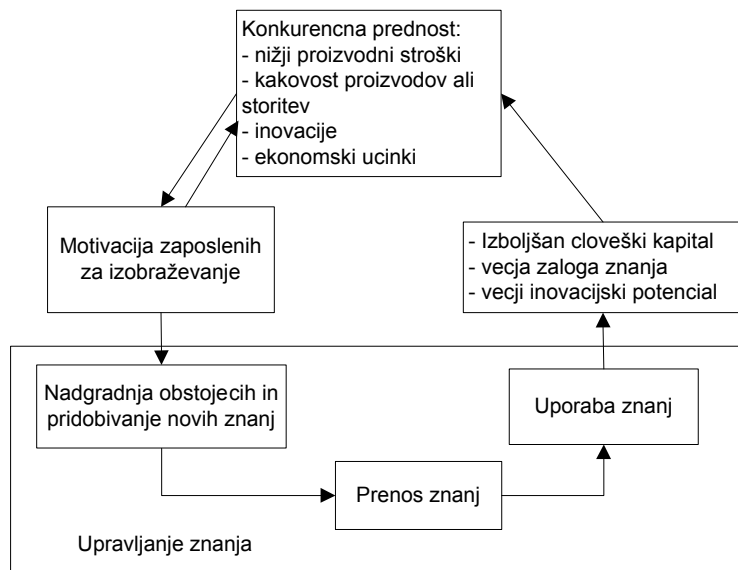 Konkurencna prednost:
- nižji proizvodni stroški
- kakovost proizvodov ali
storitev
- inovacije
- ekonomski ucinki
Motivacija zaposlenih
za izobraževanje
- Izboljšan cloveški kapital
- vecja zaloga znanja
- vecji inovacijski potencial
Nadgradnja obstojecih in
pridobivanje novih znanj
Uporaba znanj
Prenos znanj
Upravljanje znanja